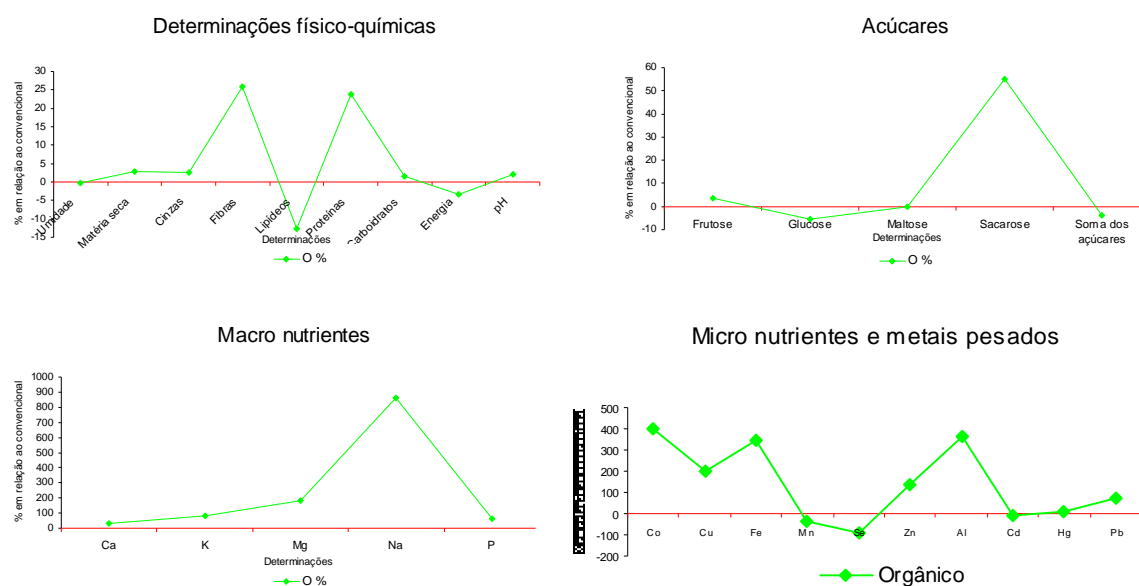 Determinações físico-químicas
% em relação ao convencional
30
25
20
15
10
5
0
-5
-10
-15
Umidade
Matéria seca
Cinzas
Fibras
Lipídeos
Proteínas
Carboidratos
Energia
pH
Determinações
O %
Acúcares
% em relação ao convencional
60
50
40
30
20
10
0
-10
Frutose
Glucose
Maltose
Sacarose
Soma dos
açúcares
Determinações
O %
Macro nutrientes
% em relação ao convencional
1000
900
800
700
600
500
400
300
200
100
0
Ca
K
Mg
Na
P
Determinações
O %
Micro nutrientes e metais pesados
500
400
300
200
100
0
-100
-200
Co
Cu
Fe
Mn
Se
Zn
Al
Cd
Hg
Pb
Orgânico